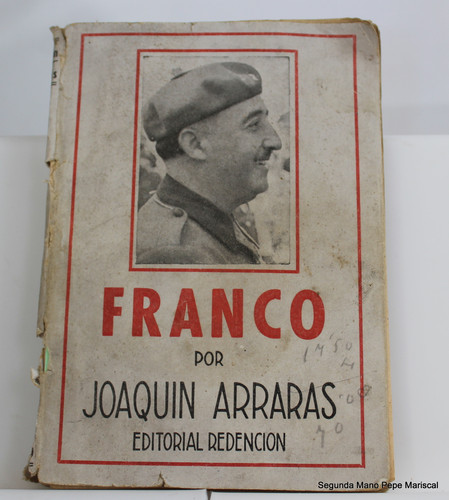 FRANCO
POR
JOAQUIN ARRARAS
EDITORIAL REDENCION
Segunda Mano Pepe Mariscal